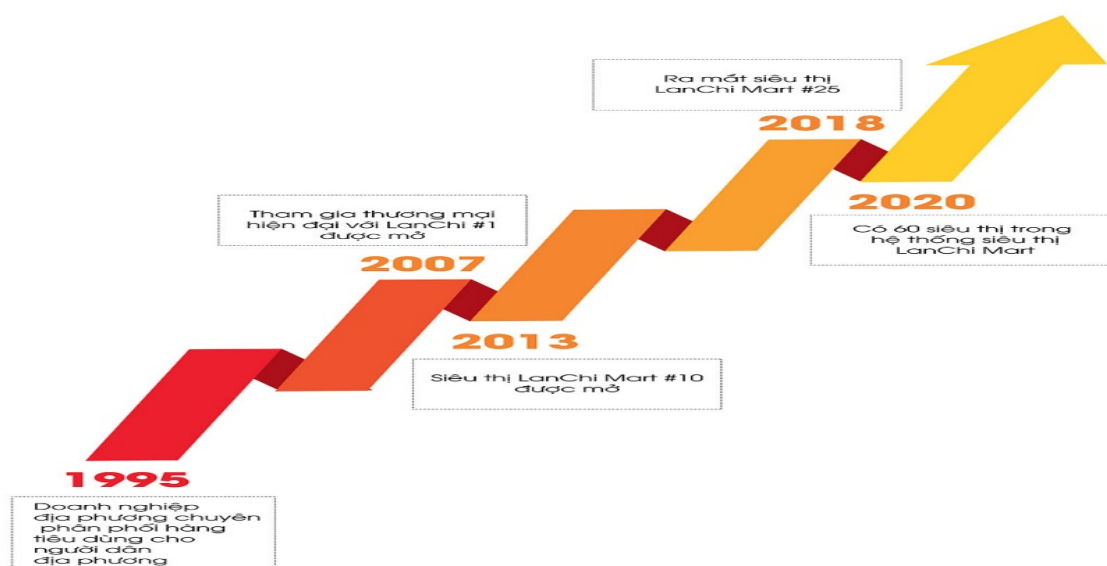 1995
Doanh nghiệp
địa phương chuyên
phân phối hàng
tiêu dùng cho
người dân
địa phương
Tham gia thương mại
hiện đại với LanChi #1
được mở
2007
2013
Siêu thị LanChi Mart #10
được mở
Ra mắt siêu thị
LanChi Mart #25
2018
2020
Có 60 siêu thị trong
hệ thống siêu thị
LanChi Mart